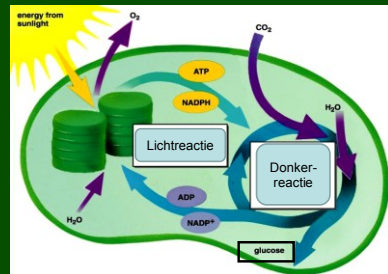 energy from
sunlight
O₂
CO₂
ATP
NADPH
H₂O
Lichtreactie
Donker-
reactie
ADP
NADP⁺
H₂O
glucose